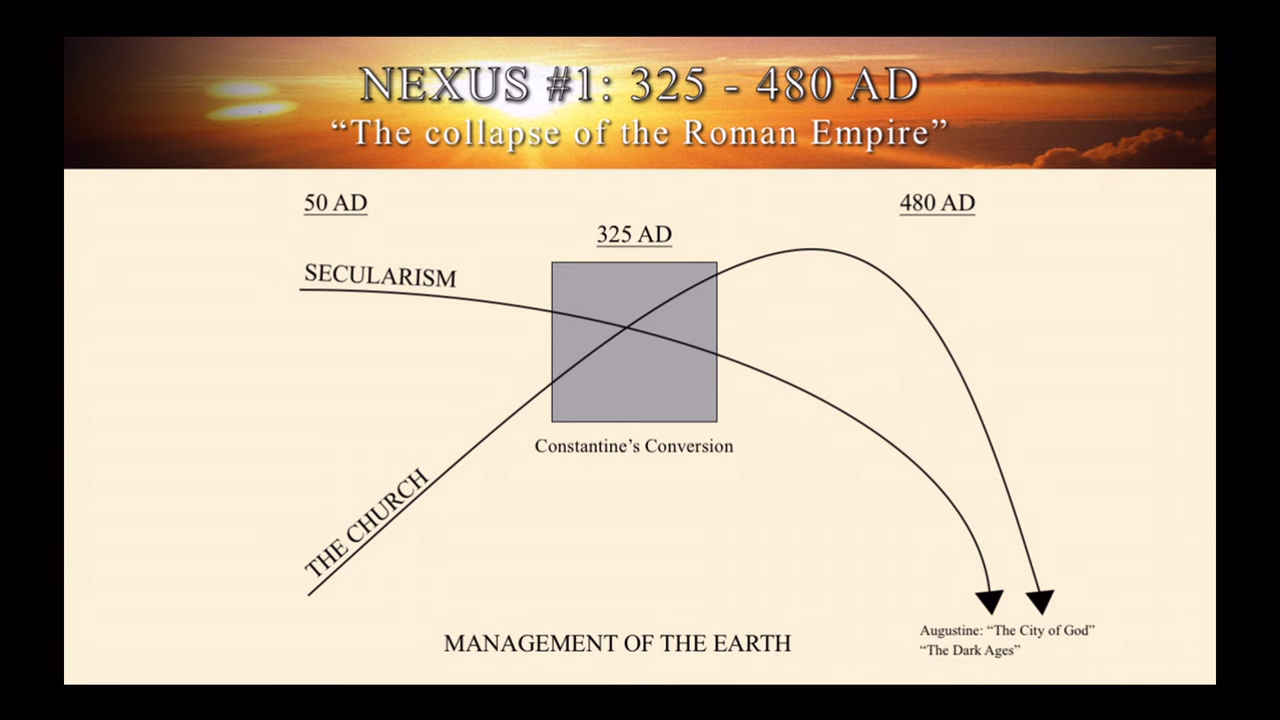 NEXUS #1: 325 - 480 AD
“The collapse of the Roman Empire”
50 AD
480 AD
325 AD
SECULARISM
Constantine’s Conversion
THE CHURCH
Augustine: “The City of God”
“The Dark Ages”
MANAGEMENT OF THE EARTH